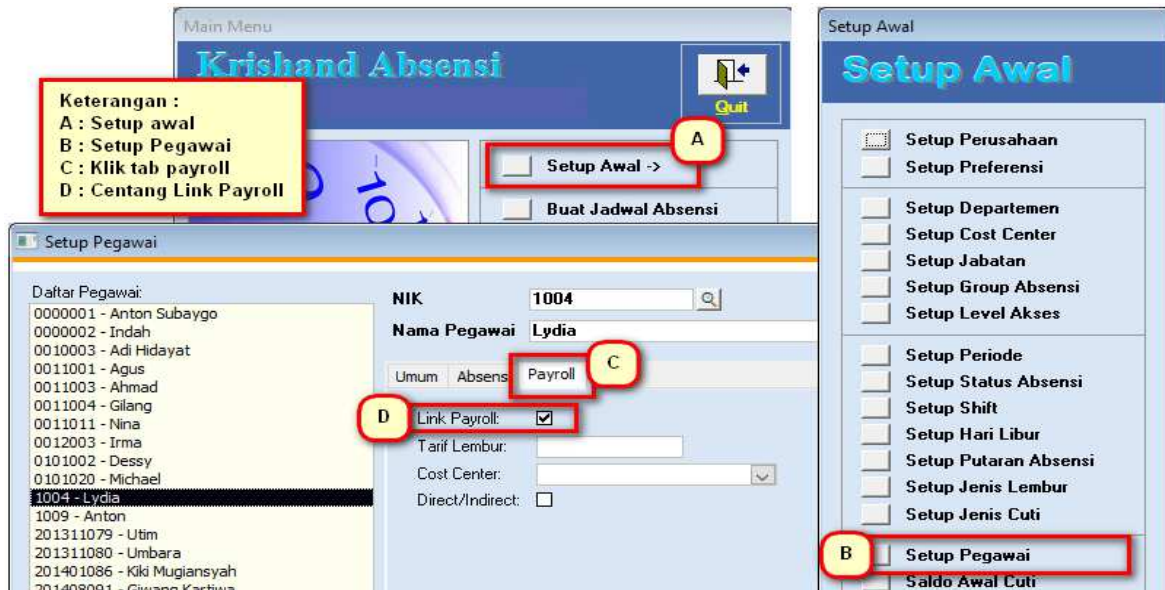 Main Menu
Krishand Absensi
Quit
Keterangan :
A : Setup awal
B : Setup Pegawai
C : Klik tab payroll
D : Centang Link Payroll
A
Setup Awal ->
Buat Jadwal Absensi
10
Setup Pegawai
Daftar Pegawai:
0000001 - Anton Subaygo
0000002 - Indah
0010003 - Adi Hidayat
0011001 - Agus
0011003 - Ahmad
0011004 - Gilang
0011011 - Nina
0012003 - Irma
0101002 - Dessy
0101020 - Michael
1004 - Lydia
1009 - Anton
201311079 - Utim
201311080 - Umbara
201401086 - Kiki Mugiansyah
201408091 - Giwang Kastiwa
NIK 1004
Nama Pegawai Lydia
Umum Absens Payroll
C
D
Link Payroll:
Tarif Lembur:
Cost Center:
Direct/Indirect:
Setup Awal
Setup Awal
Setup Perusahaan
Setup Preferensi
Setup Departemen
Setup Cost Center
Setup Jabatan
Setup Group Absensi
Setup Level Akses
Setup Periode
Setup Status Absensi
Setup Shift
Setup Hari Libur
Setup Putaran Absensi
Setup Jenis Lembur
Setup Jenis Cuti
B
Setup Pegawai
Saldo Awal Cuti